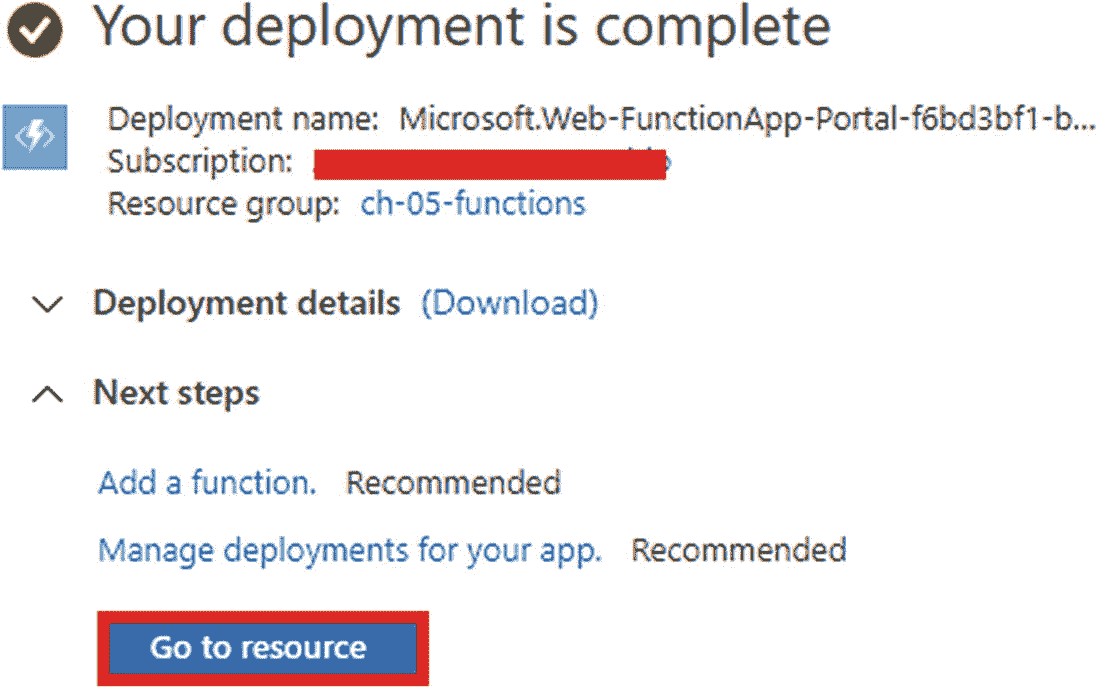 Your deployment is complete
Deployment name: Microsoft.Web-FunctionApp-Portal-f6bd3bf1-b...
Subscription:
Resource group: ch-05-functions
Deployment details (Download)
Next steps
Add a function. Recommended
Manage deployments for your app. Recommended
Go to resource